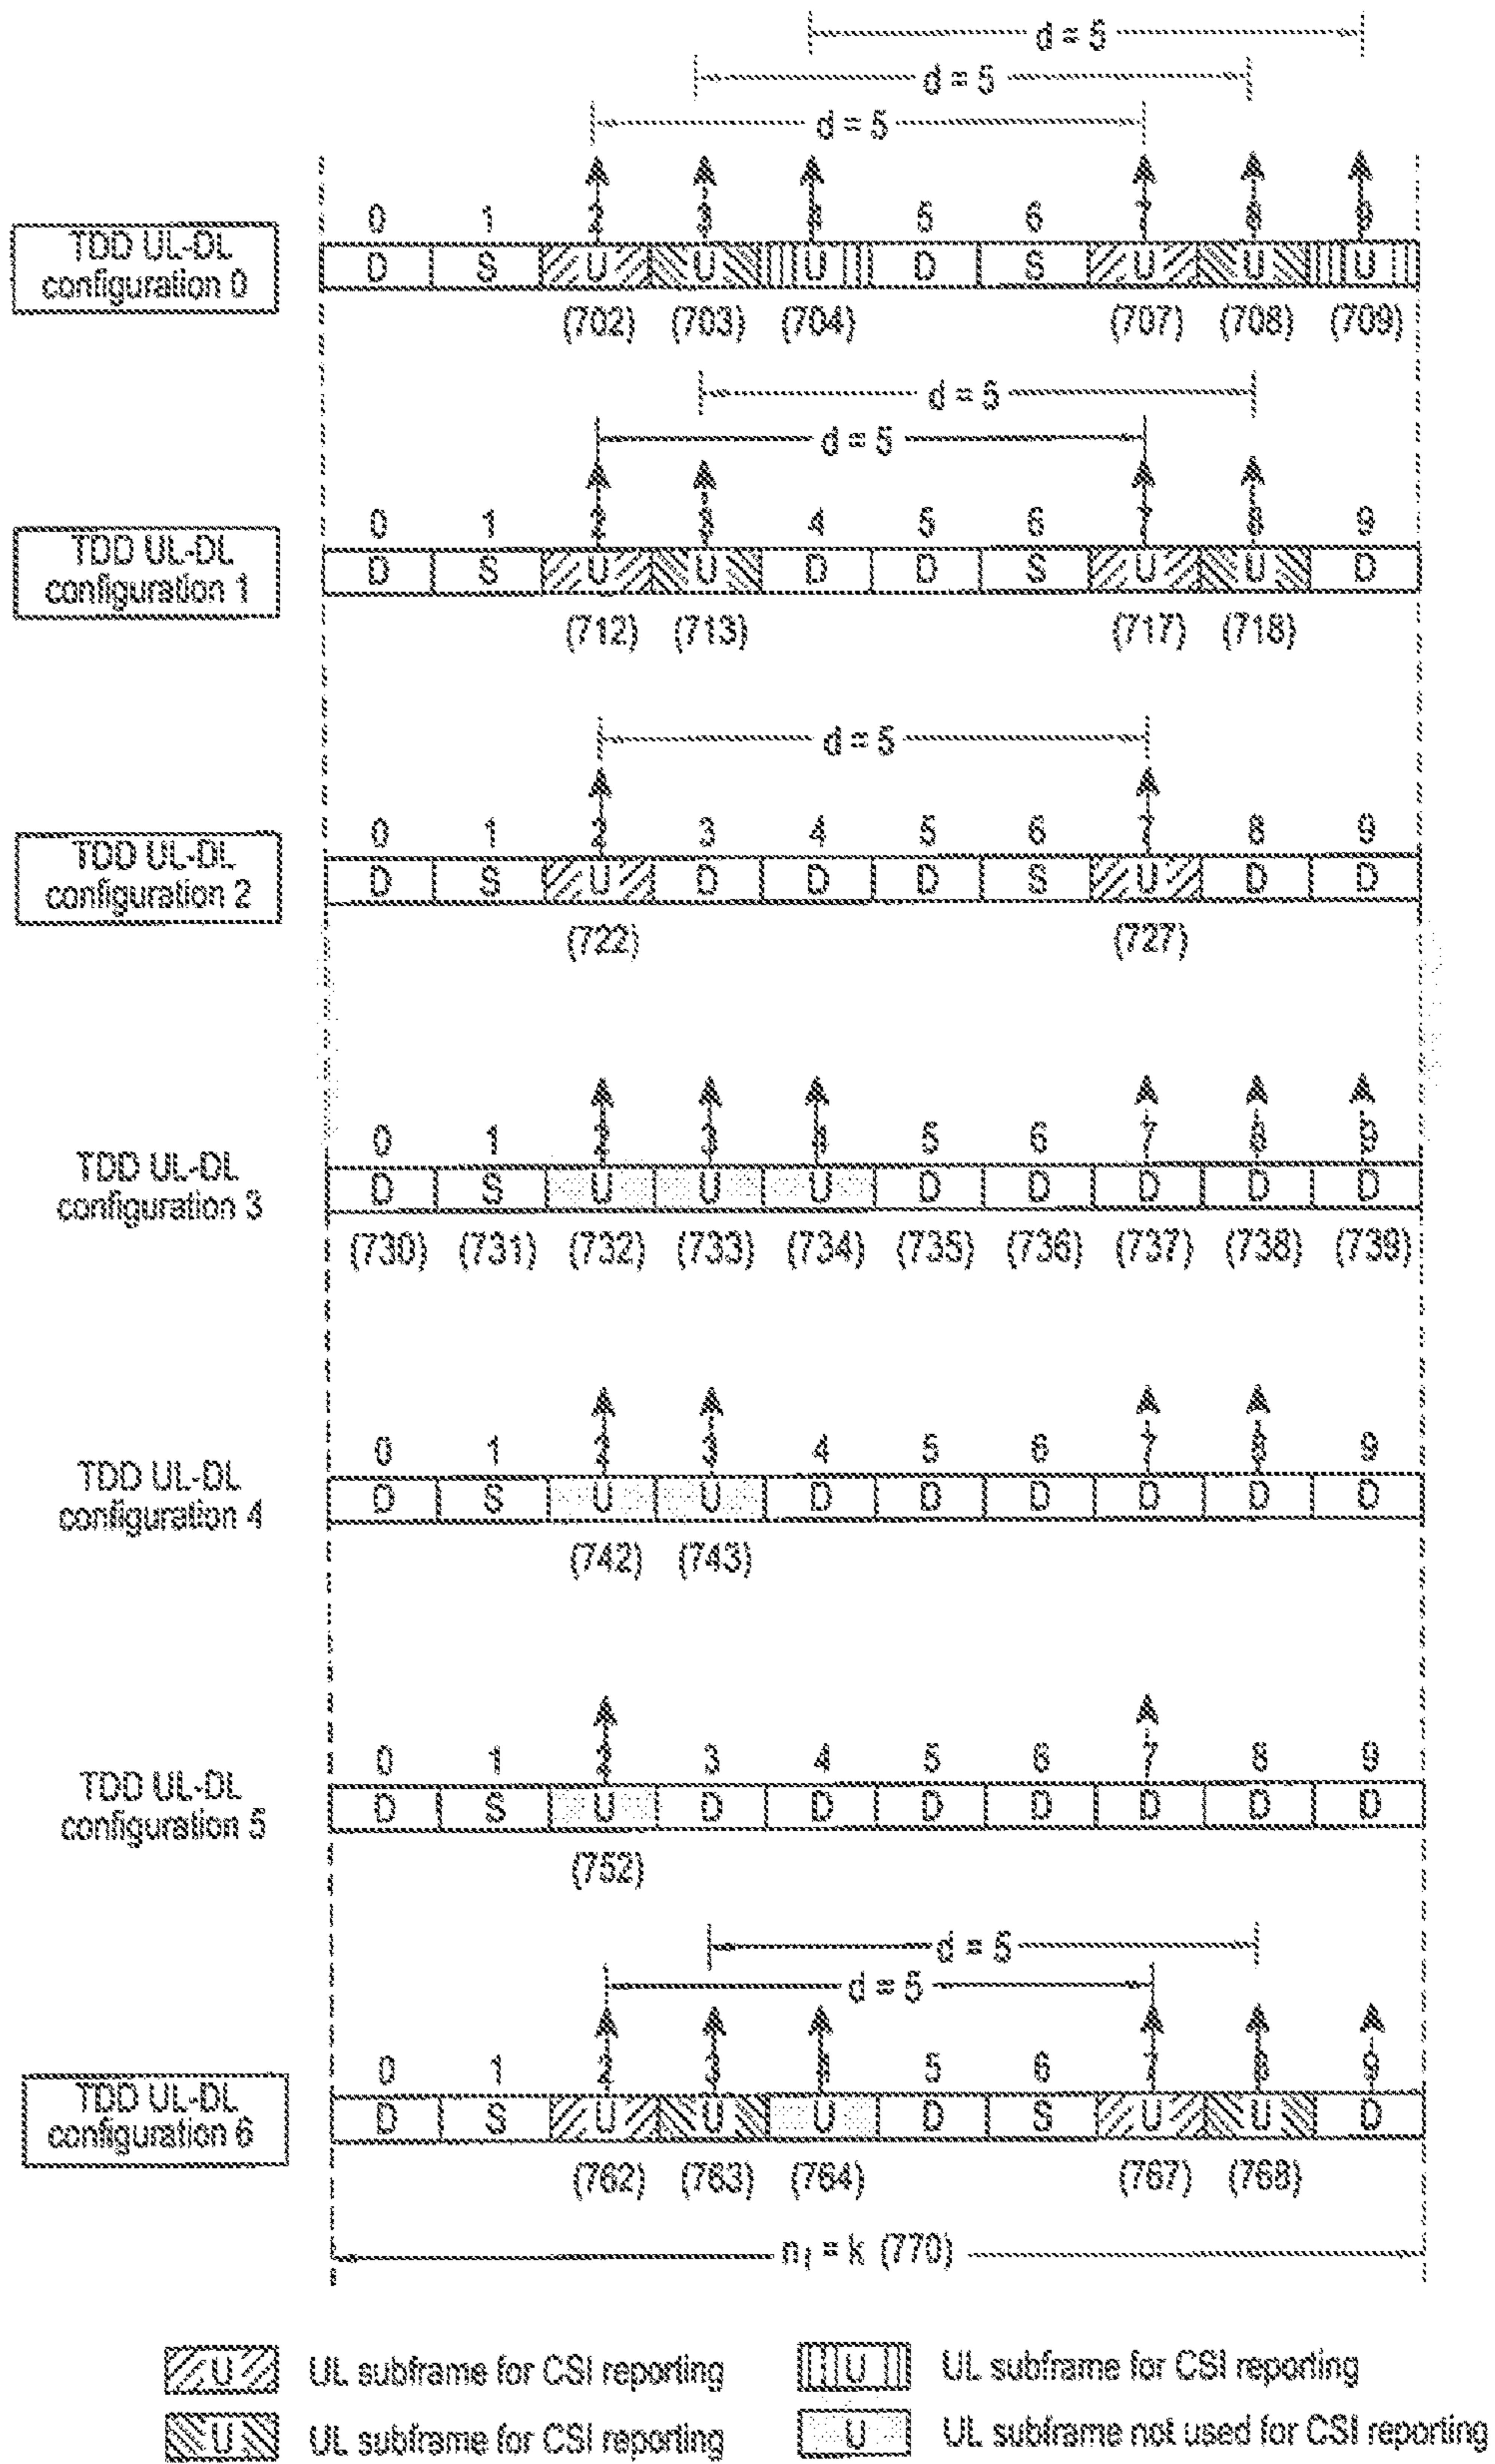 d = 5
d = 5
d = 5
0 1 2 3 4 5 6 7 8 9
TDD UL-DL
configuration 0
D S U U U D S U U U
(702) (703) (704) (707) (708) (709)
d = 5
d = 5
0 1 2 3 4 5 6 7 8 9
TDD UL-DL
configuration 1
D S U U D D S U U D
(712) (713) (717) (718)
d = 5
0 1 2 3 4 5 6 7 8 9
TDD UL-DL
configuration 2
D S U D D D S U D D
(722) (727)
0 1 2 3 4 5 6 7 8 9
TDD UL-DL
configuration 3
D S U U U D D D D D
(730) (731) (732) (733) (734) (735) (736) (737) (738) (739)
0 1 2 3 4 5 6 7 8 9
TDD UL-DL
configuration 4
D S U U D D D D D D
(742) (743)
0 1 2 3 4 5 6 7 8 9
TDD UL-DL
configuration 5
D S U D D D D D D D
(752)
d = 5
d = 5
0 1 2 3 4 5 6 7 8 9
TDD UL-DL
configuration 6
D S U U U D S U U D
(762) (763) (764) (767) (768)
nf = k (770)
U UL subframe for CSI reporting
U UL subframe for CSI reporting
U UL subframe for CSI reporting
U UL subframe not used for CSI reporting